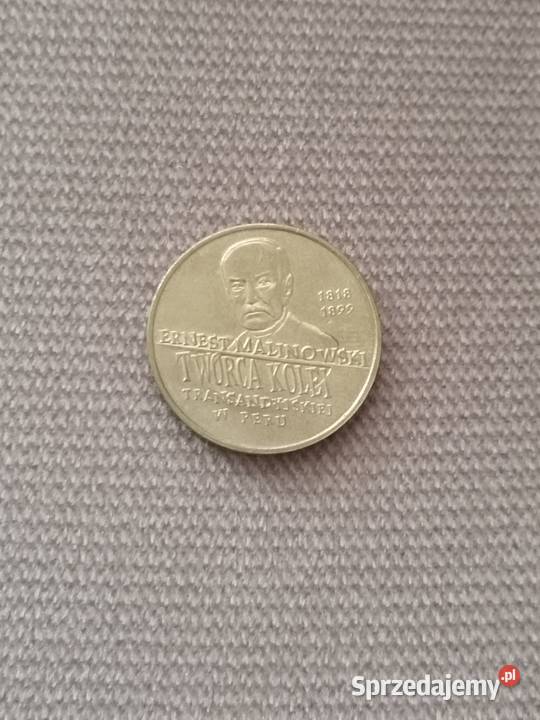 1818
1899
ERNEST MALINOWSKI
TWÓRCA KOLEI
TRANSANDYJSKIEJ
W PERU
Sprzedajemy.pl